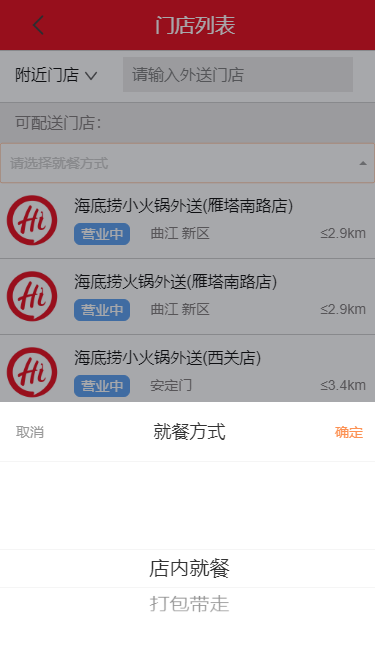 门店列表
附近门店 请输入外送门店
可配送门店：
请选择就餐方式
海底捞小火锅外送(雁塔南路店)
Hi 营业中 曲江 新区 ≤2.9km
海底捞火锅外送(雁塔南路店)
Hi 营业中 曲江 新区 ≤2.9km
海底捞小火锅外送(西关店)
Hi 营业中 安定门 ≤3.4km
取消 就餐方式 确定
店内就餐
打包带走